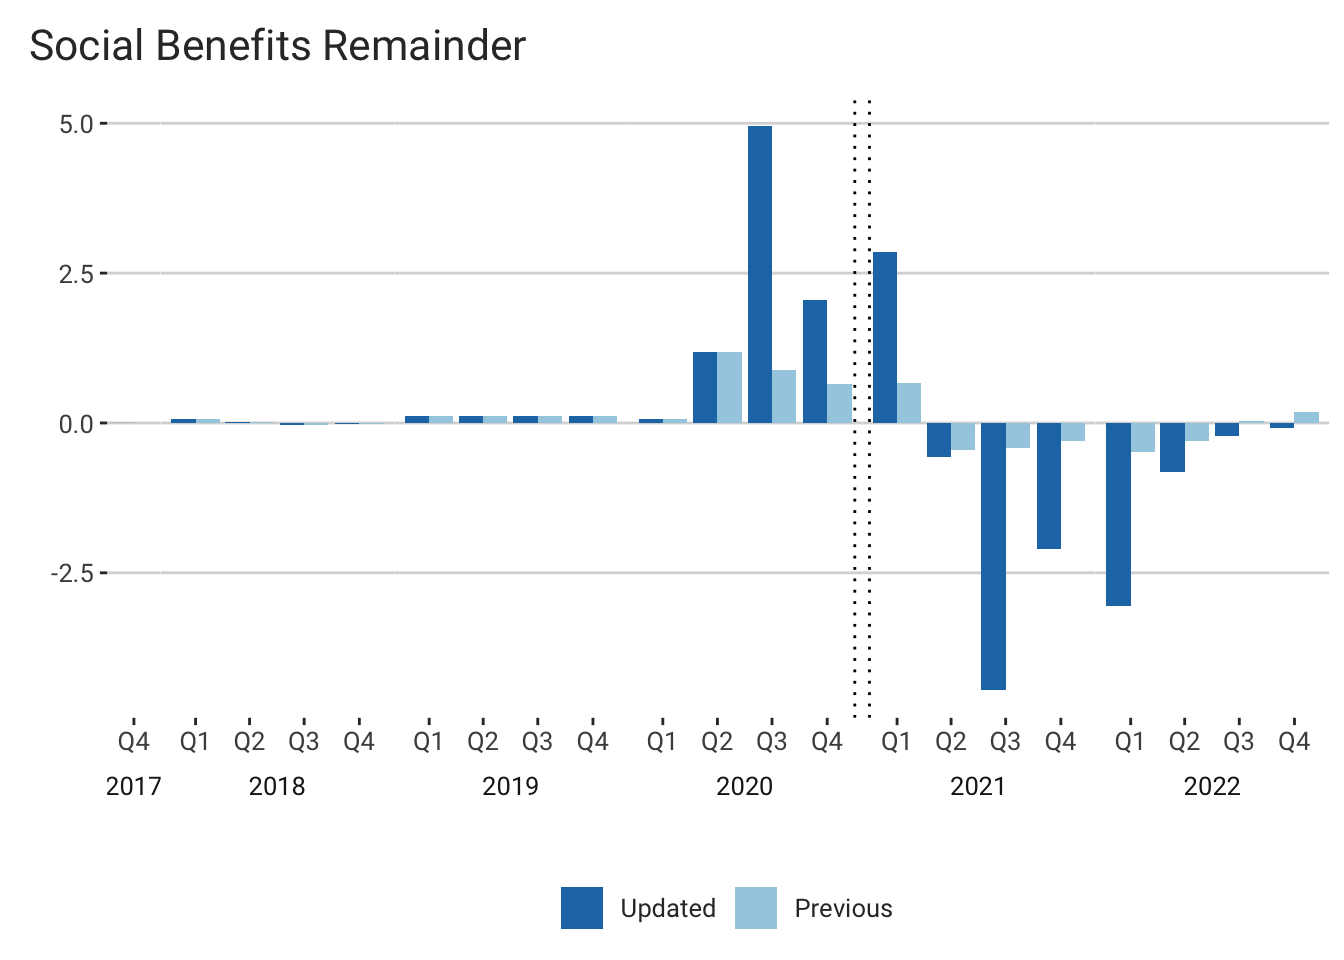 Social Benefits Remainder
5.0
2.5
0.0
-2.5
Q4 Q1 Q2 Q3 Q4 Q1 Q2 Q3 Q4 Q1 Q2 Q3 Q4 Q1 Q2 Q3 Q4 Q1 Q2 Q3 Q4
2017 2018 2019 2020 2021 2022
Updated Previous